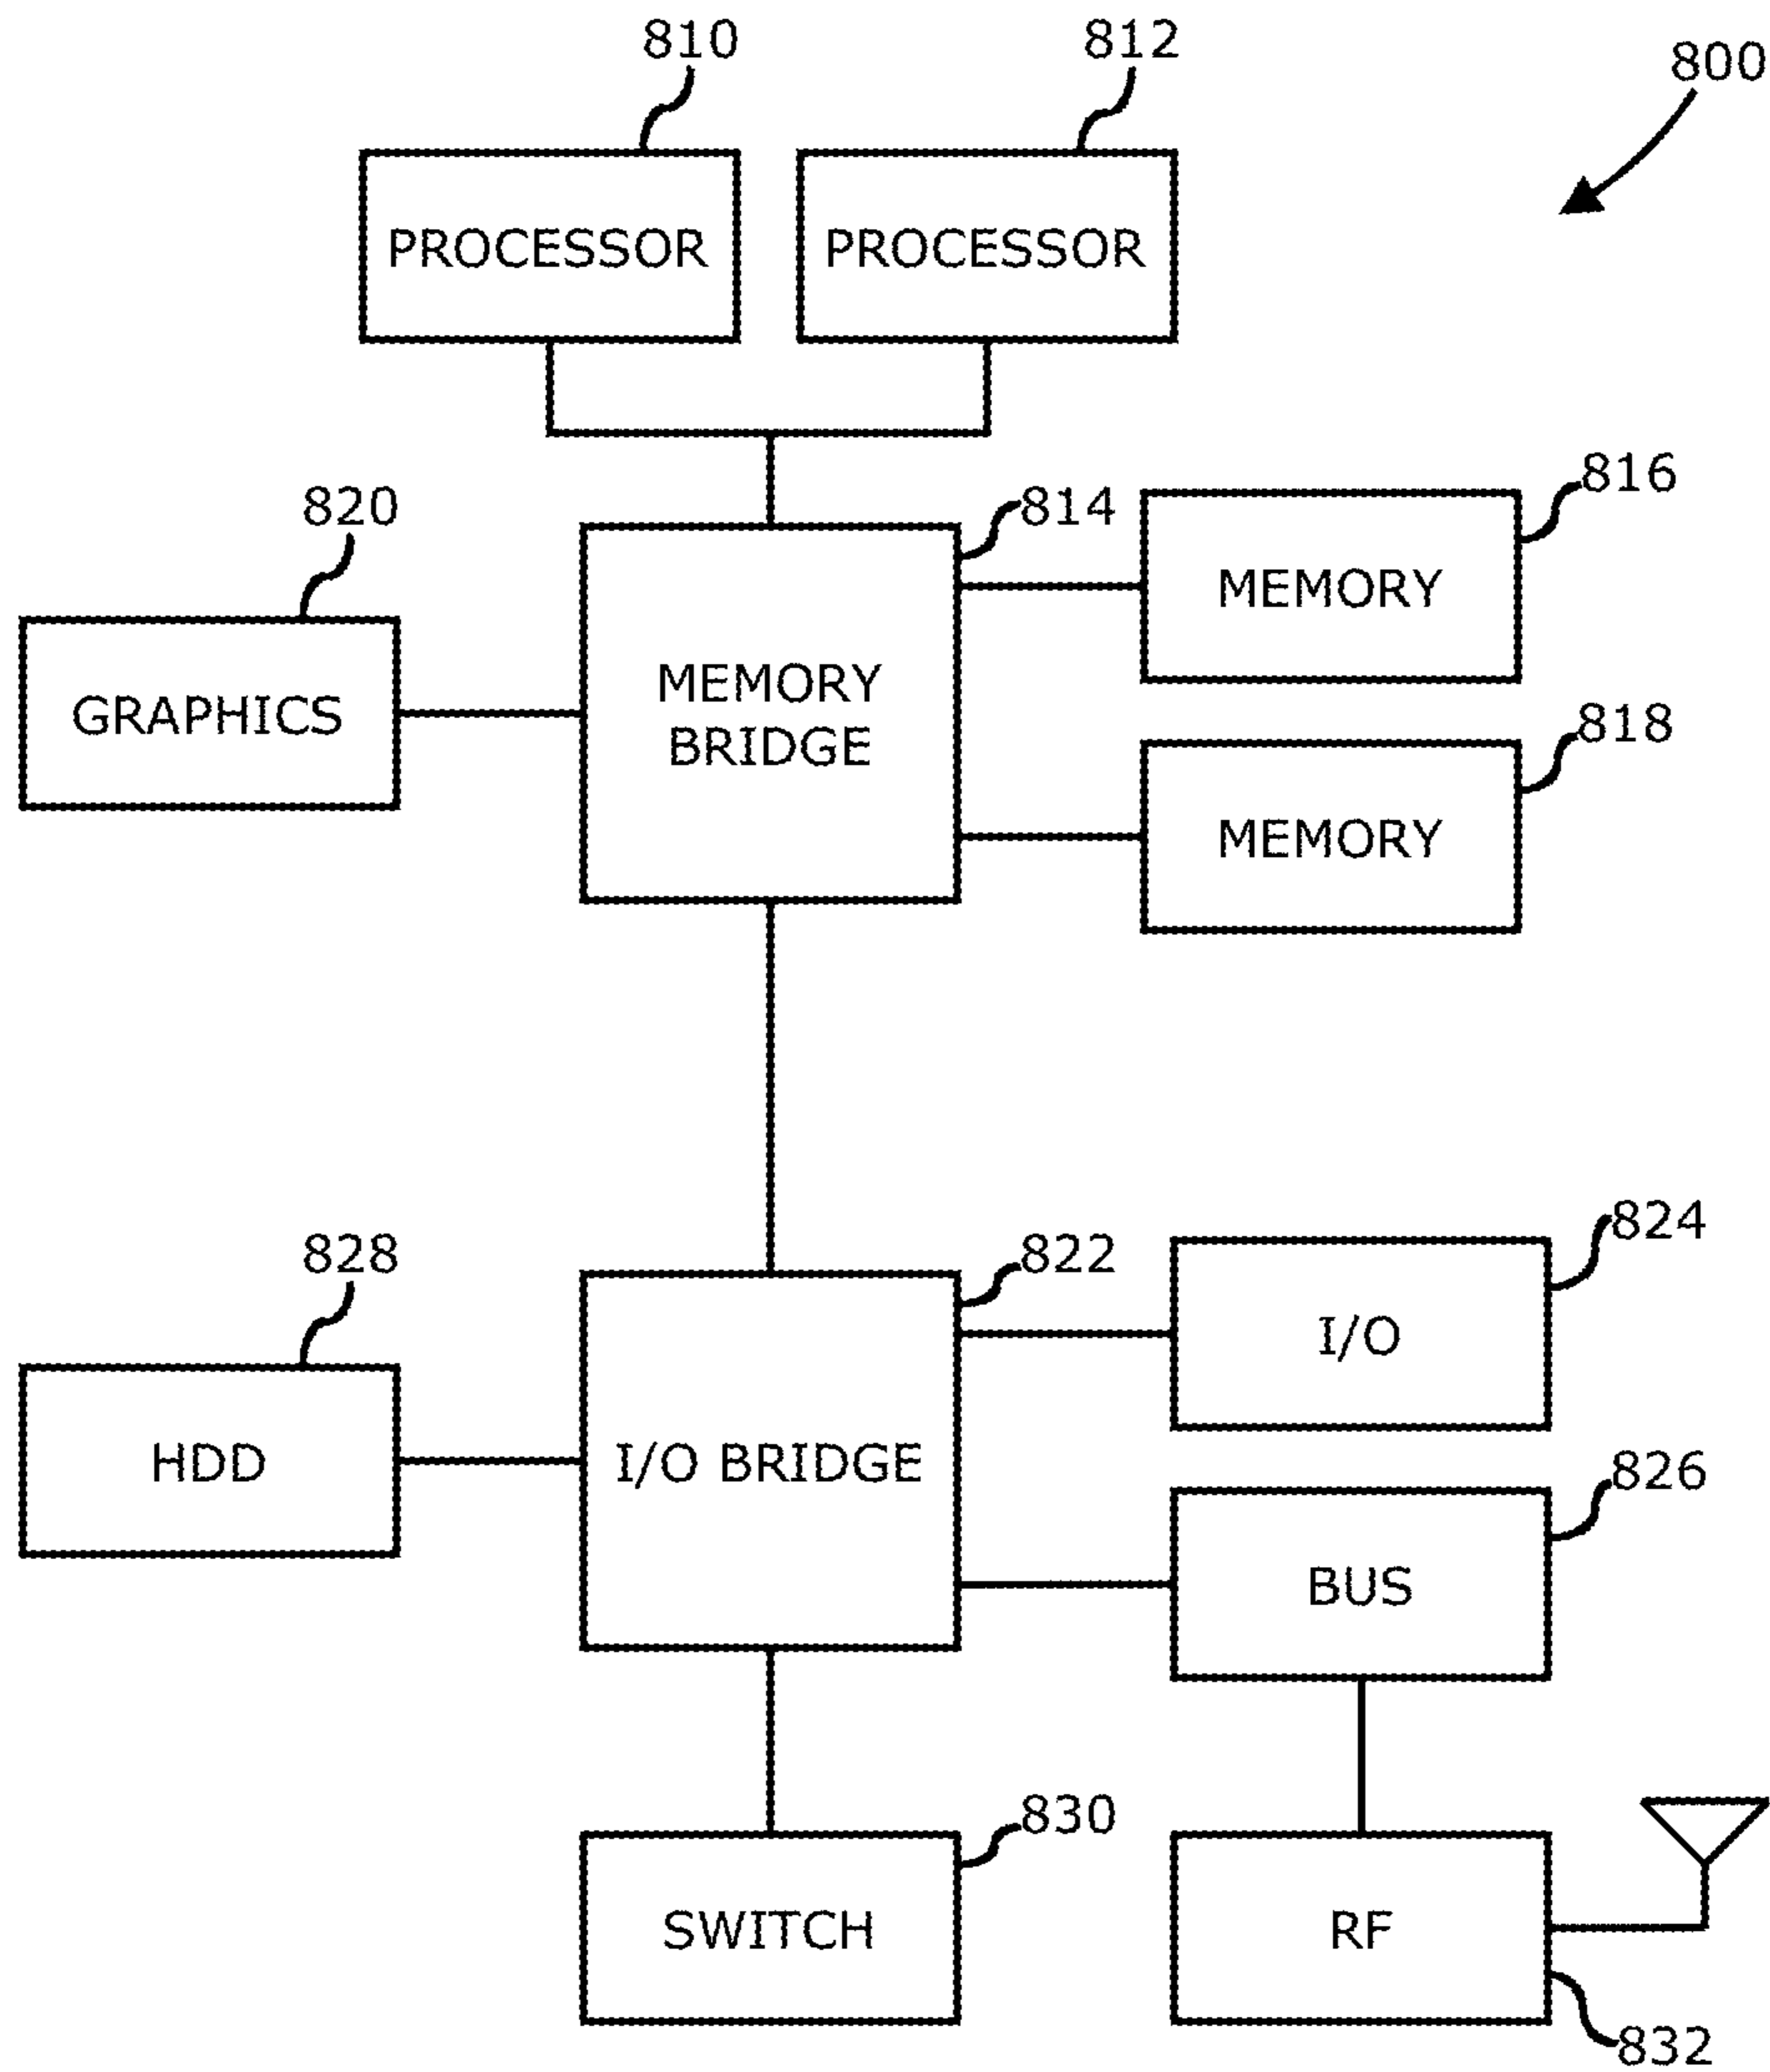 810
812
800
PROCESSOR
PROCESSOR
820
814
816
MEMORY
GRAPHICS
MEMORY
BRIDGE
818
MEMORY
828
822
824
I/O
HDD
I/O BRIDGE
826
BUS
830
SWITCH
RF
832